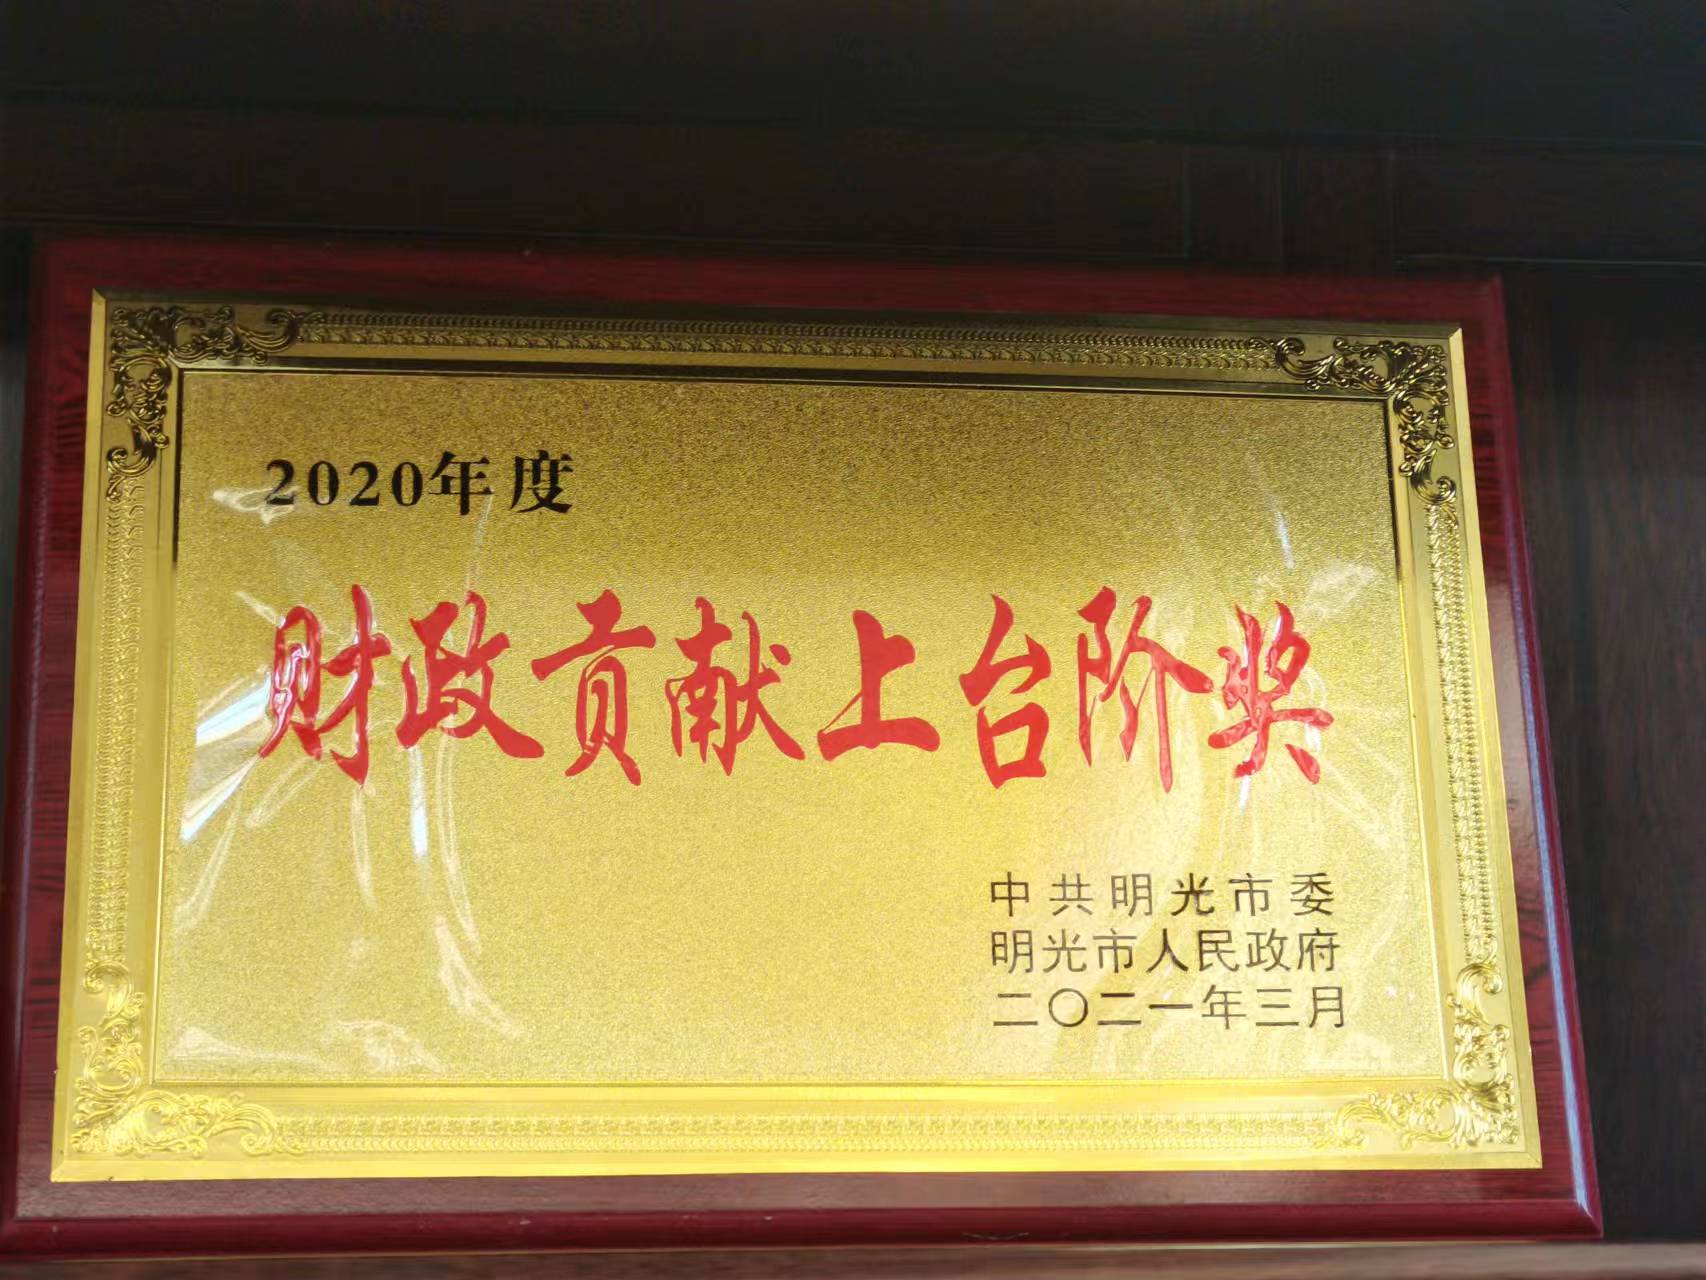 2020年度
财政贡献上台阶奖
中共明光市委
明光市人民政府
二〇二一年三月